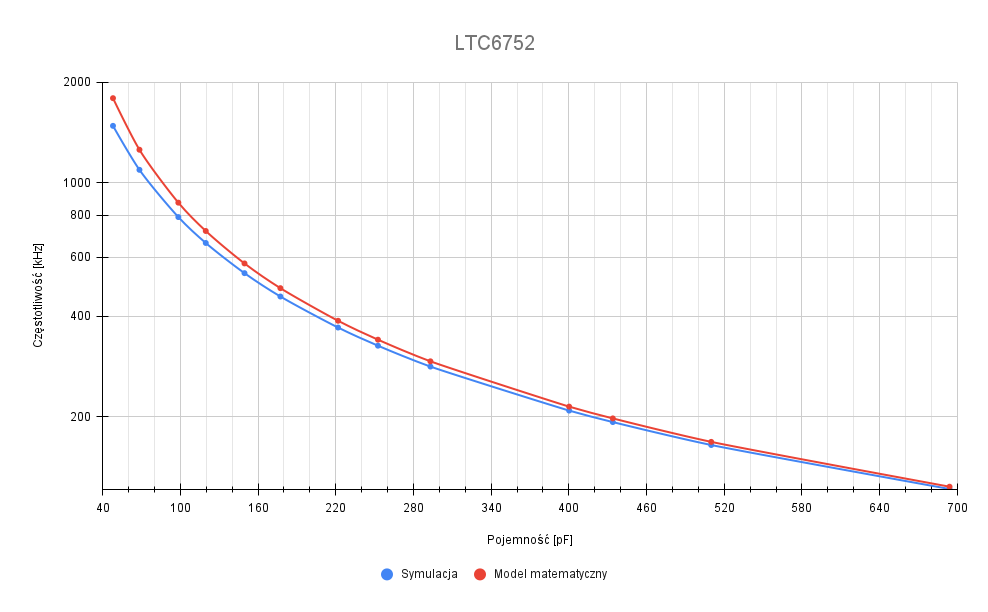 LTC6752
2000
1000
800
600
400
200
Częstotliwość [kHz]
40 100 160 220 280 340 400 460 520 580 640 700
Pojemność [pF]
Symulacja Model matematyczny